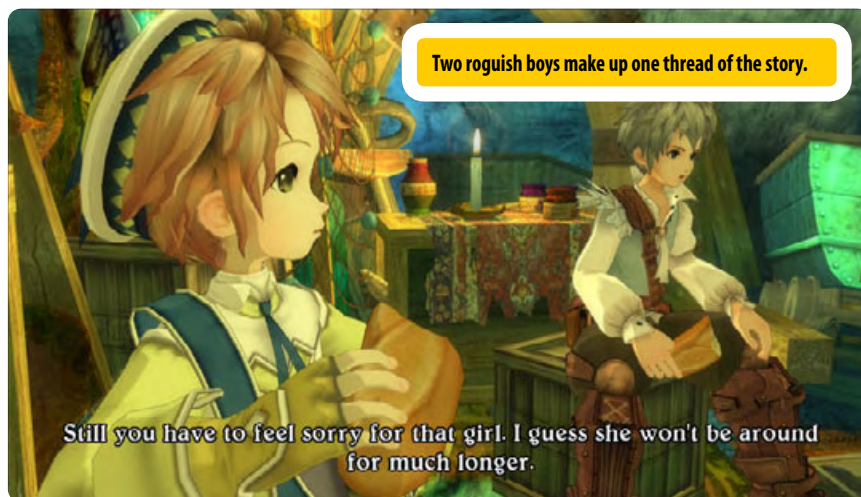 Two roguish boys make up one thread of the story.
Still you have to feel sorry for that girl. I guess she won't be around
for much longer.